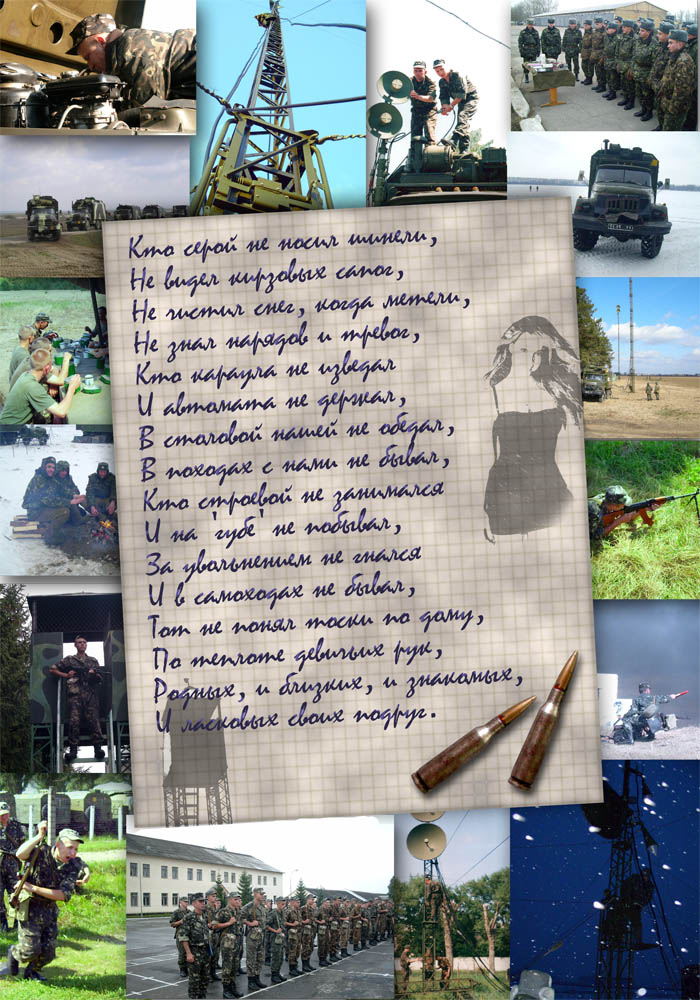 Кто серой не носил шинели,
Не видел кирзовых сапог,
Не чистил снег, когда метели,
Не знал нарядов и тревог,
Кто караула не изведал
И автомата не держал,
В столовой нашей не обедал,
В походах с нами не бывал,
Кто строевой не занимался
И на 'губе' не побывал,
За увольнением не гнался
И в самоходах не бывал,
Тот не понял тоски по дому,
По теплоте девичьих рук,
Родных, и близких, и знакомых,
И ласковых своих подруг.